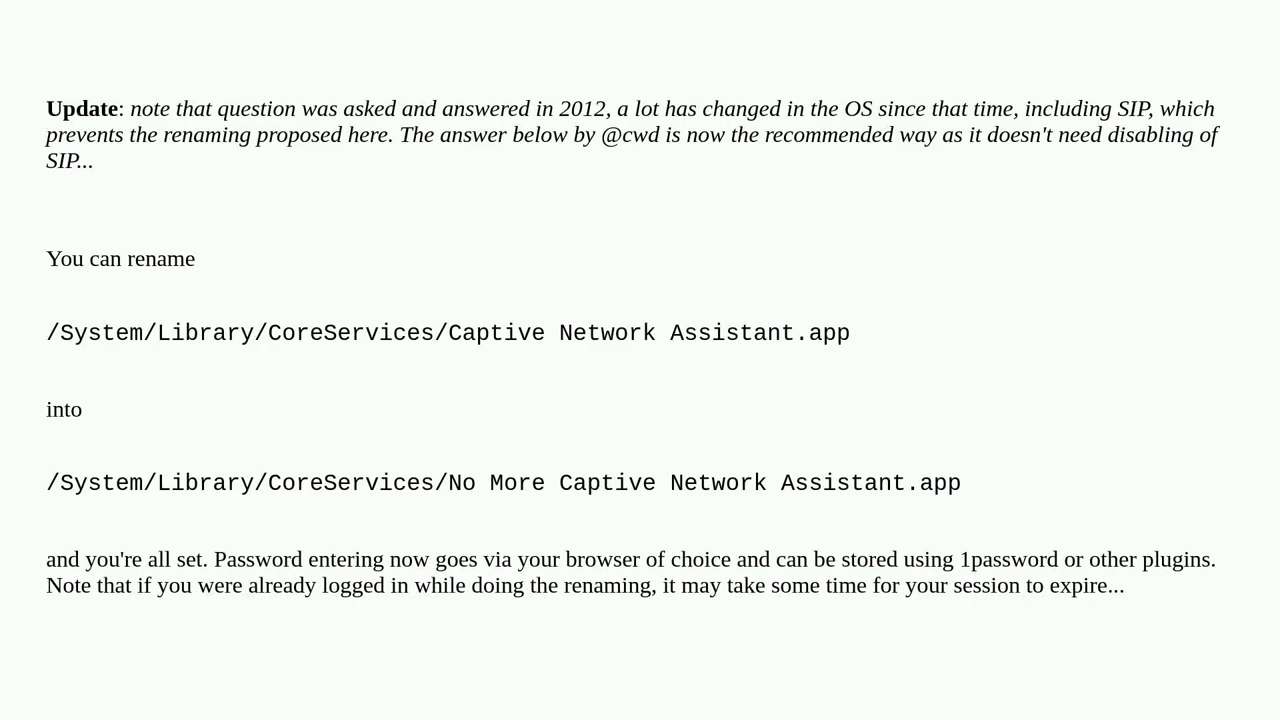 Update: note that question was asked and answered in 2012, a lot has changed in the OS since that time, including SIP, which
prevents the renaming proposed here. The answer below by @cwd is now the recommended way as it doesn't need disabling of
SIP...
You can rename
/System/Library/CoreServices/Captive Network Assistant.app
into
/System/Library/CoreServices/No More Captive Network Assistant.app
and you're all set. Password entering now goes via your browser of choice and can be stored using 1password or other plugins.
Note that if you were already logged in while doing the renaming, it may take some time for your session to expire...